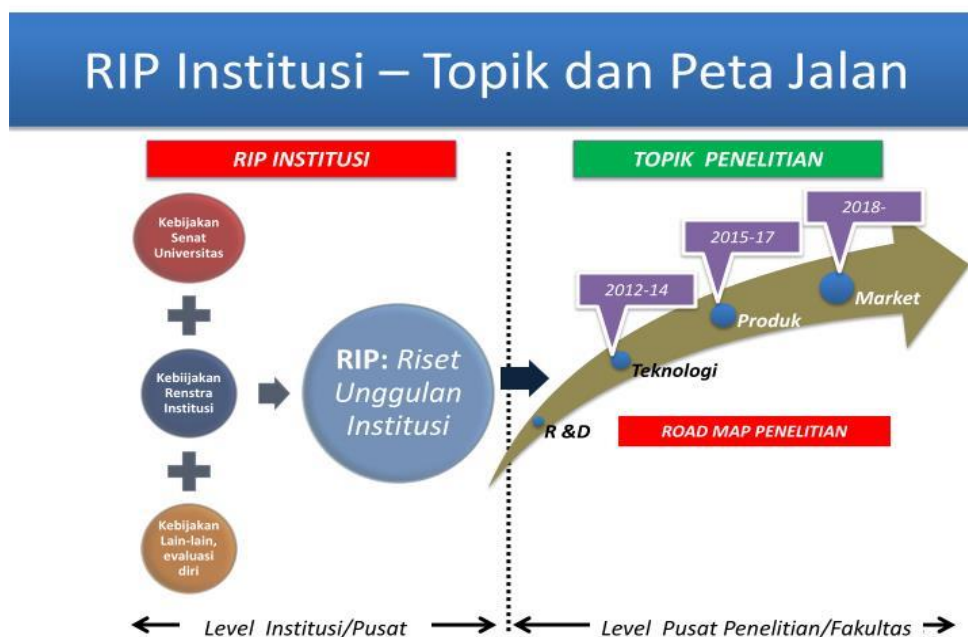 RIP Institusi – Topik dan Peta Jalan
RIP INSTITUSI
Kebijakan
Senat
Universitas
Kebiijakan
Renstra
Institusi
Kebijakan
Lain-lain,
evaluasi
diri
RIP: Riset
Unggulan
Institusi
TOPIK PENELITIAN
2012-14
2015-17
2018-
R &D
Teknologi
Produk
Market
ROAD MAP PENELITIAN
Level Institusi/Pusat
Level Pusat Penelitian/Fakultas